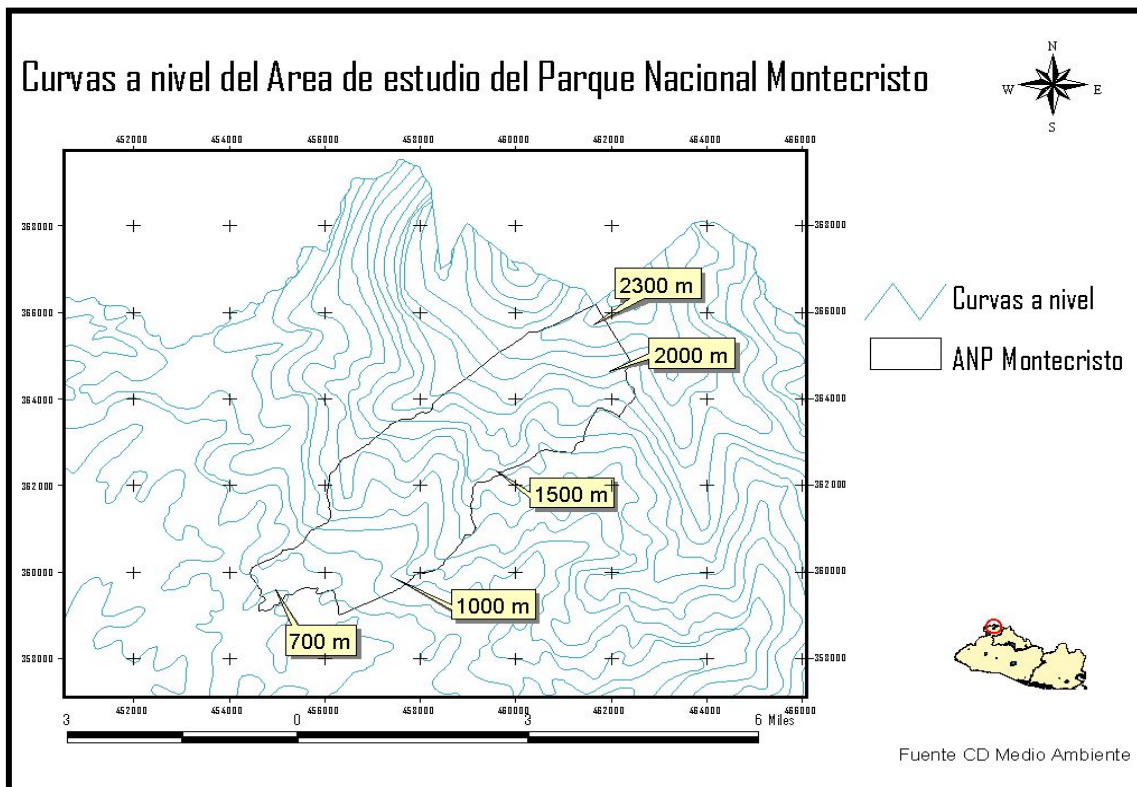 Curvas a nivel del Area de estudio del Parque Nacional Montecristo
N
W E
S
452000 454000 456000 458000 460000 462000 464000 466000
368000 368000
2300 m
366000 366000
2000 m
364000 364000
362000 362000
1500 m
360000 360000
1000 m
700 m
358000 358000
452000 454000 456000 458000 460000 462000 464000 466000
3 0 3 6 Miles
Curvas a nivel
ANP Montecristo
Fuente CD Medio Ambiente